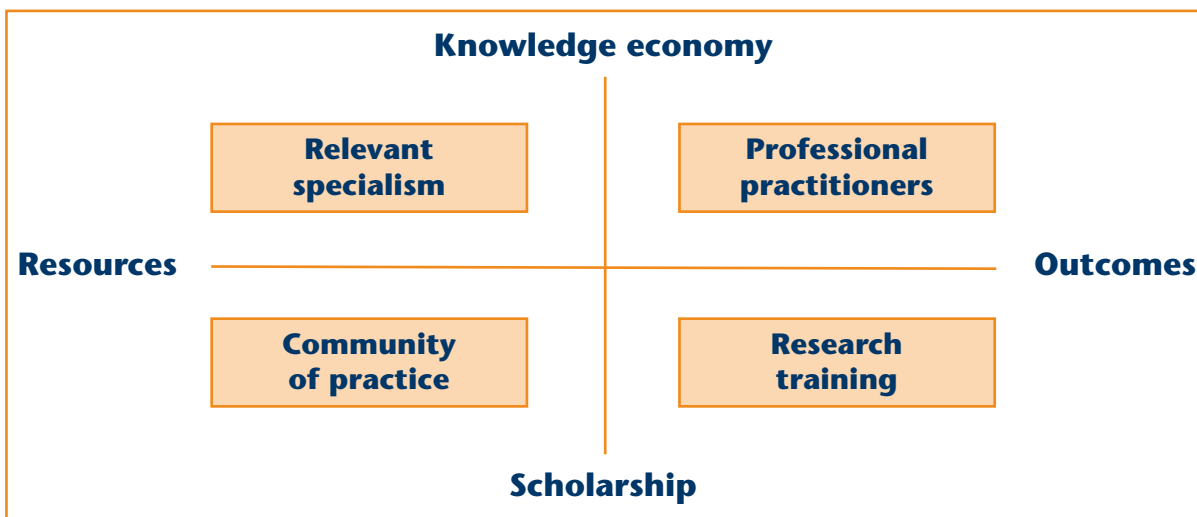 Knowledge economy
Relevant
specialism
Professional
practitioners
Resources
Outcomes
Community
of practice
Research
training
Scholarship